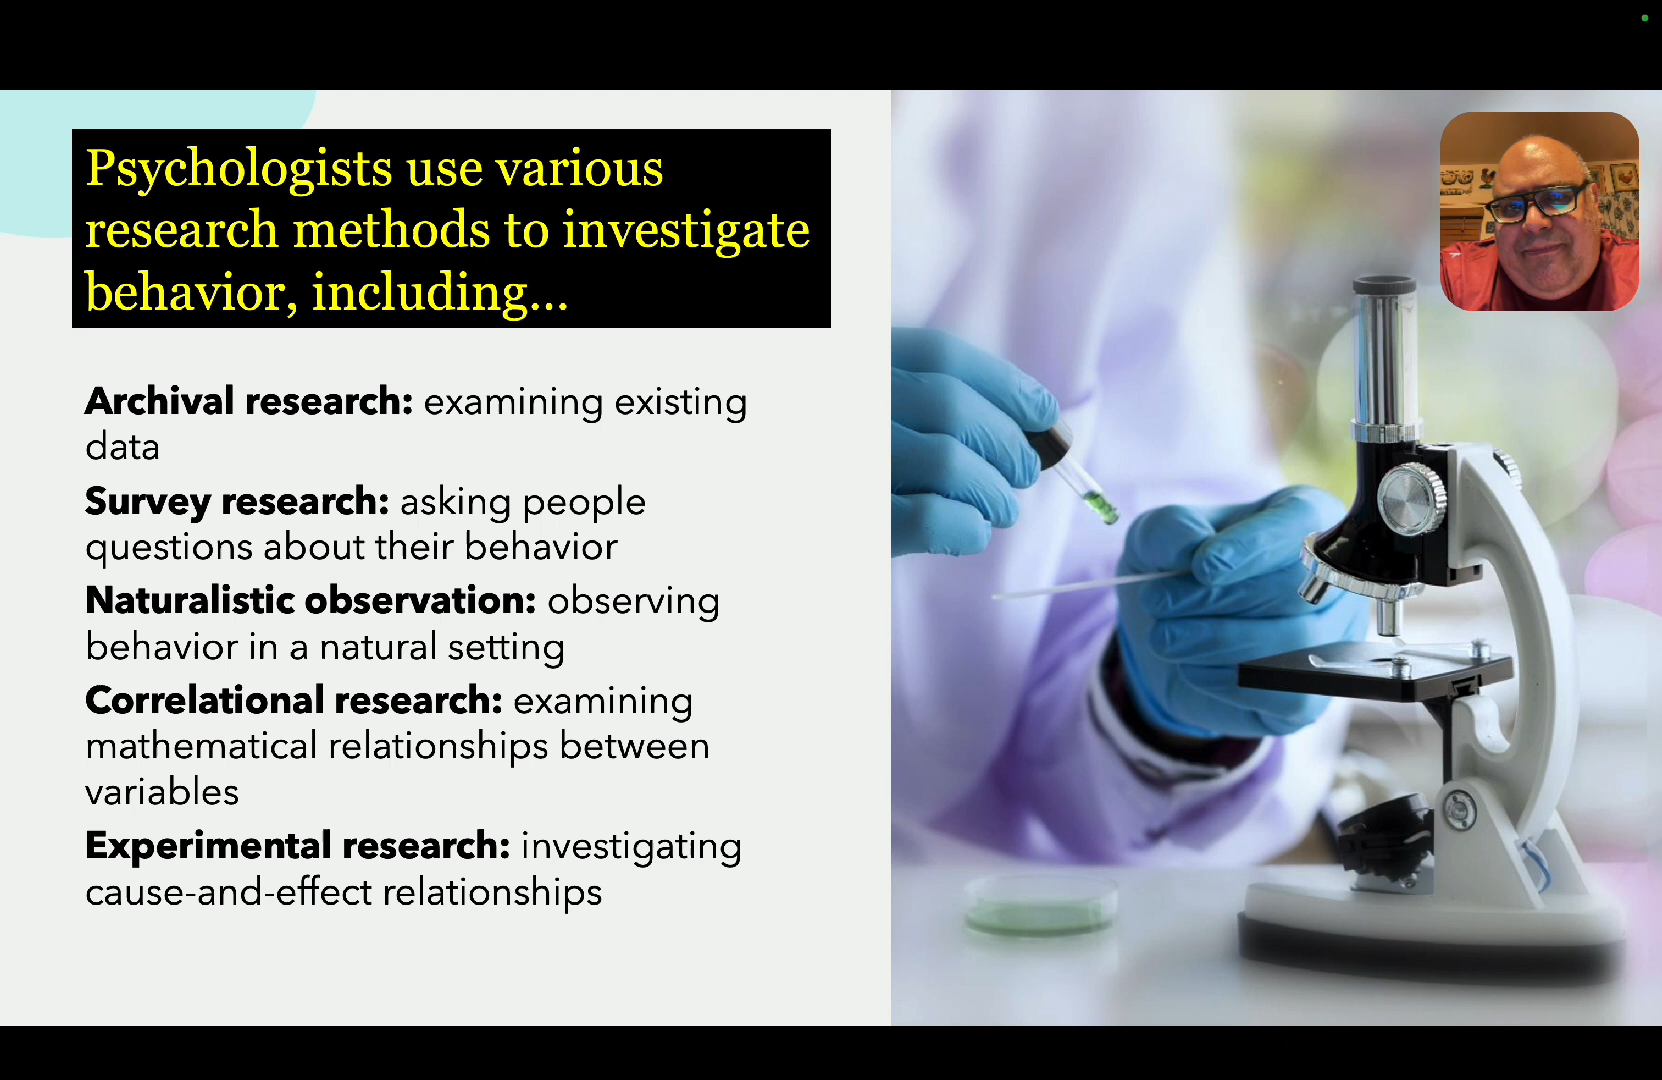 Psychologists use various
research methods to investigate
behavior, including...
Archival research: examining existing
data
Survey research: asking people
questions about their behavior
Naturalistic observation: observing
behavior in a natural setting
Correlational research: examining
mathematical relationships between
variables
Experimental research: investigating
cause-and-effect relationships